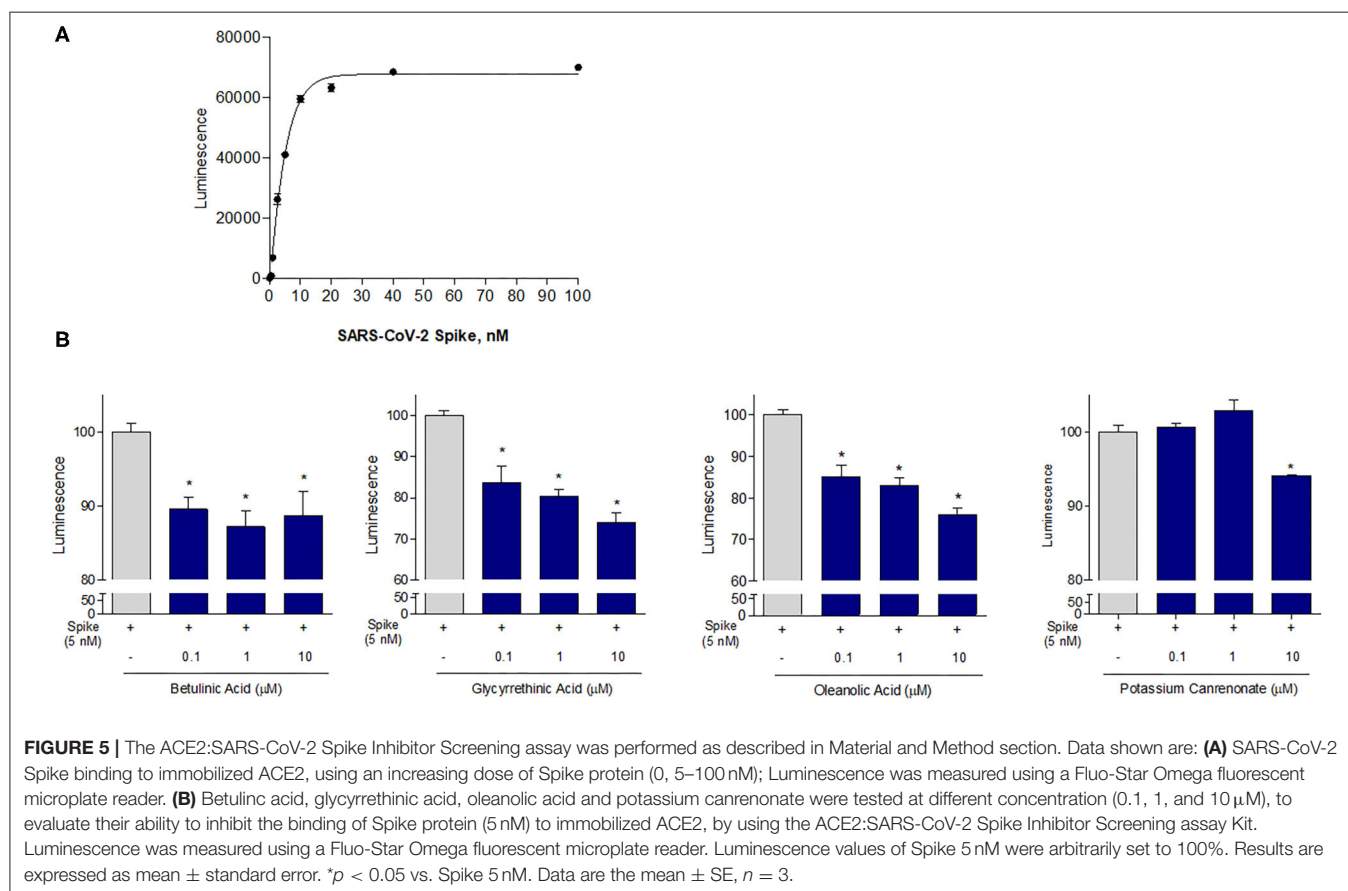 A
80000
60000
40000
20000
0
Luminescence
0 10 20 30 40 50 60 70 80 90 100
SARS-CoV-2 Spike, nM
B
100
90
80
50
0
Luminescence
Spike (5 nM)
+ + + +
- 0.1 1 10
Betulinic Acid (μM)
100
90
80
70
60
50
0
Luminescence
Spike (5 nM)
+ + + +
- 0.1 1 10
Glycyrrethinic Acid (μM)
100
90
80
70
60
50
0
Luminescence
Spike (5 nM)
+ + + +
- 0.1 1 10
Oleanolic Acid (μM)
100
90
80
50
0
Luminescence
Spike (5 nM)
+ + + +
- 0.1 1 10
Potassium Canrenonate (μM)
* * *
* * *
* * *
*
FIGURE 5 | The ACE2:SARS-CoV-2 Spike Inhibitor Screening assay was performed as described in Material and Method section. Data shown are: (A) SARS-CoV-2
Spike binding to immobilized ACE2, using an increasing dose of Spike protein (0, 5–100 nM); Luminescence was measured using a Fluo-Star Omega fluorescent
microplate reader. (B) Betulinc acid, glycyrrethinic acid, oleanolic acid and potassium canrenonate were tested at different concentration (0.1, 1, and 10 μM), to
evaluate their ability to inhibit the binding of Spike protein (5 nM) to immobilized ACE2, by using the ACE2:SARS-CoV-2 Spike Inhibitor Screening assay Kit.
Luminescence was measured using a Fluo-Star Omega fluorescent microplate reader. Luminescence values of Spike 5 nM were arbitrarily set to 100%. Results are
expressed as mean ± standard error. *p < 0.05 vs. Spike 5 nM. Data are the mean ± SE, n = 3.